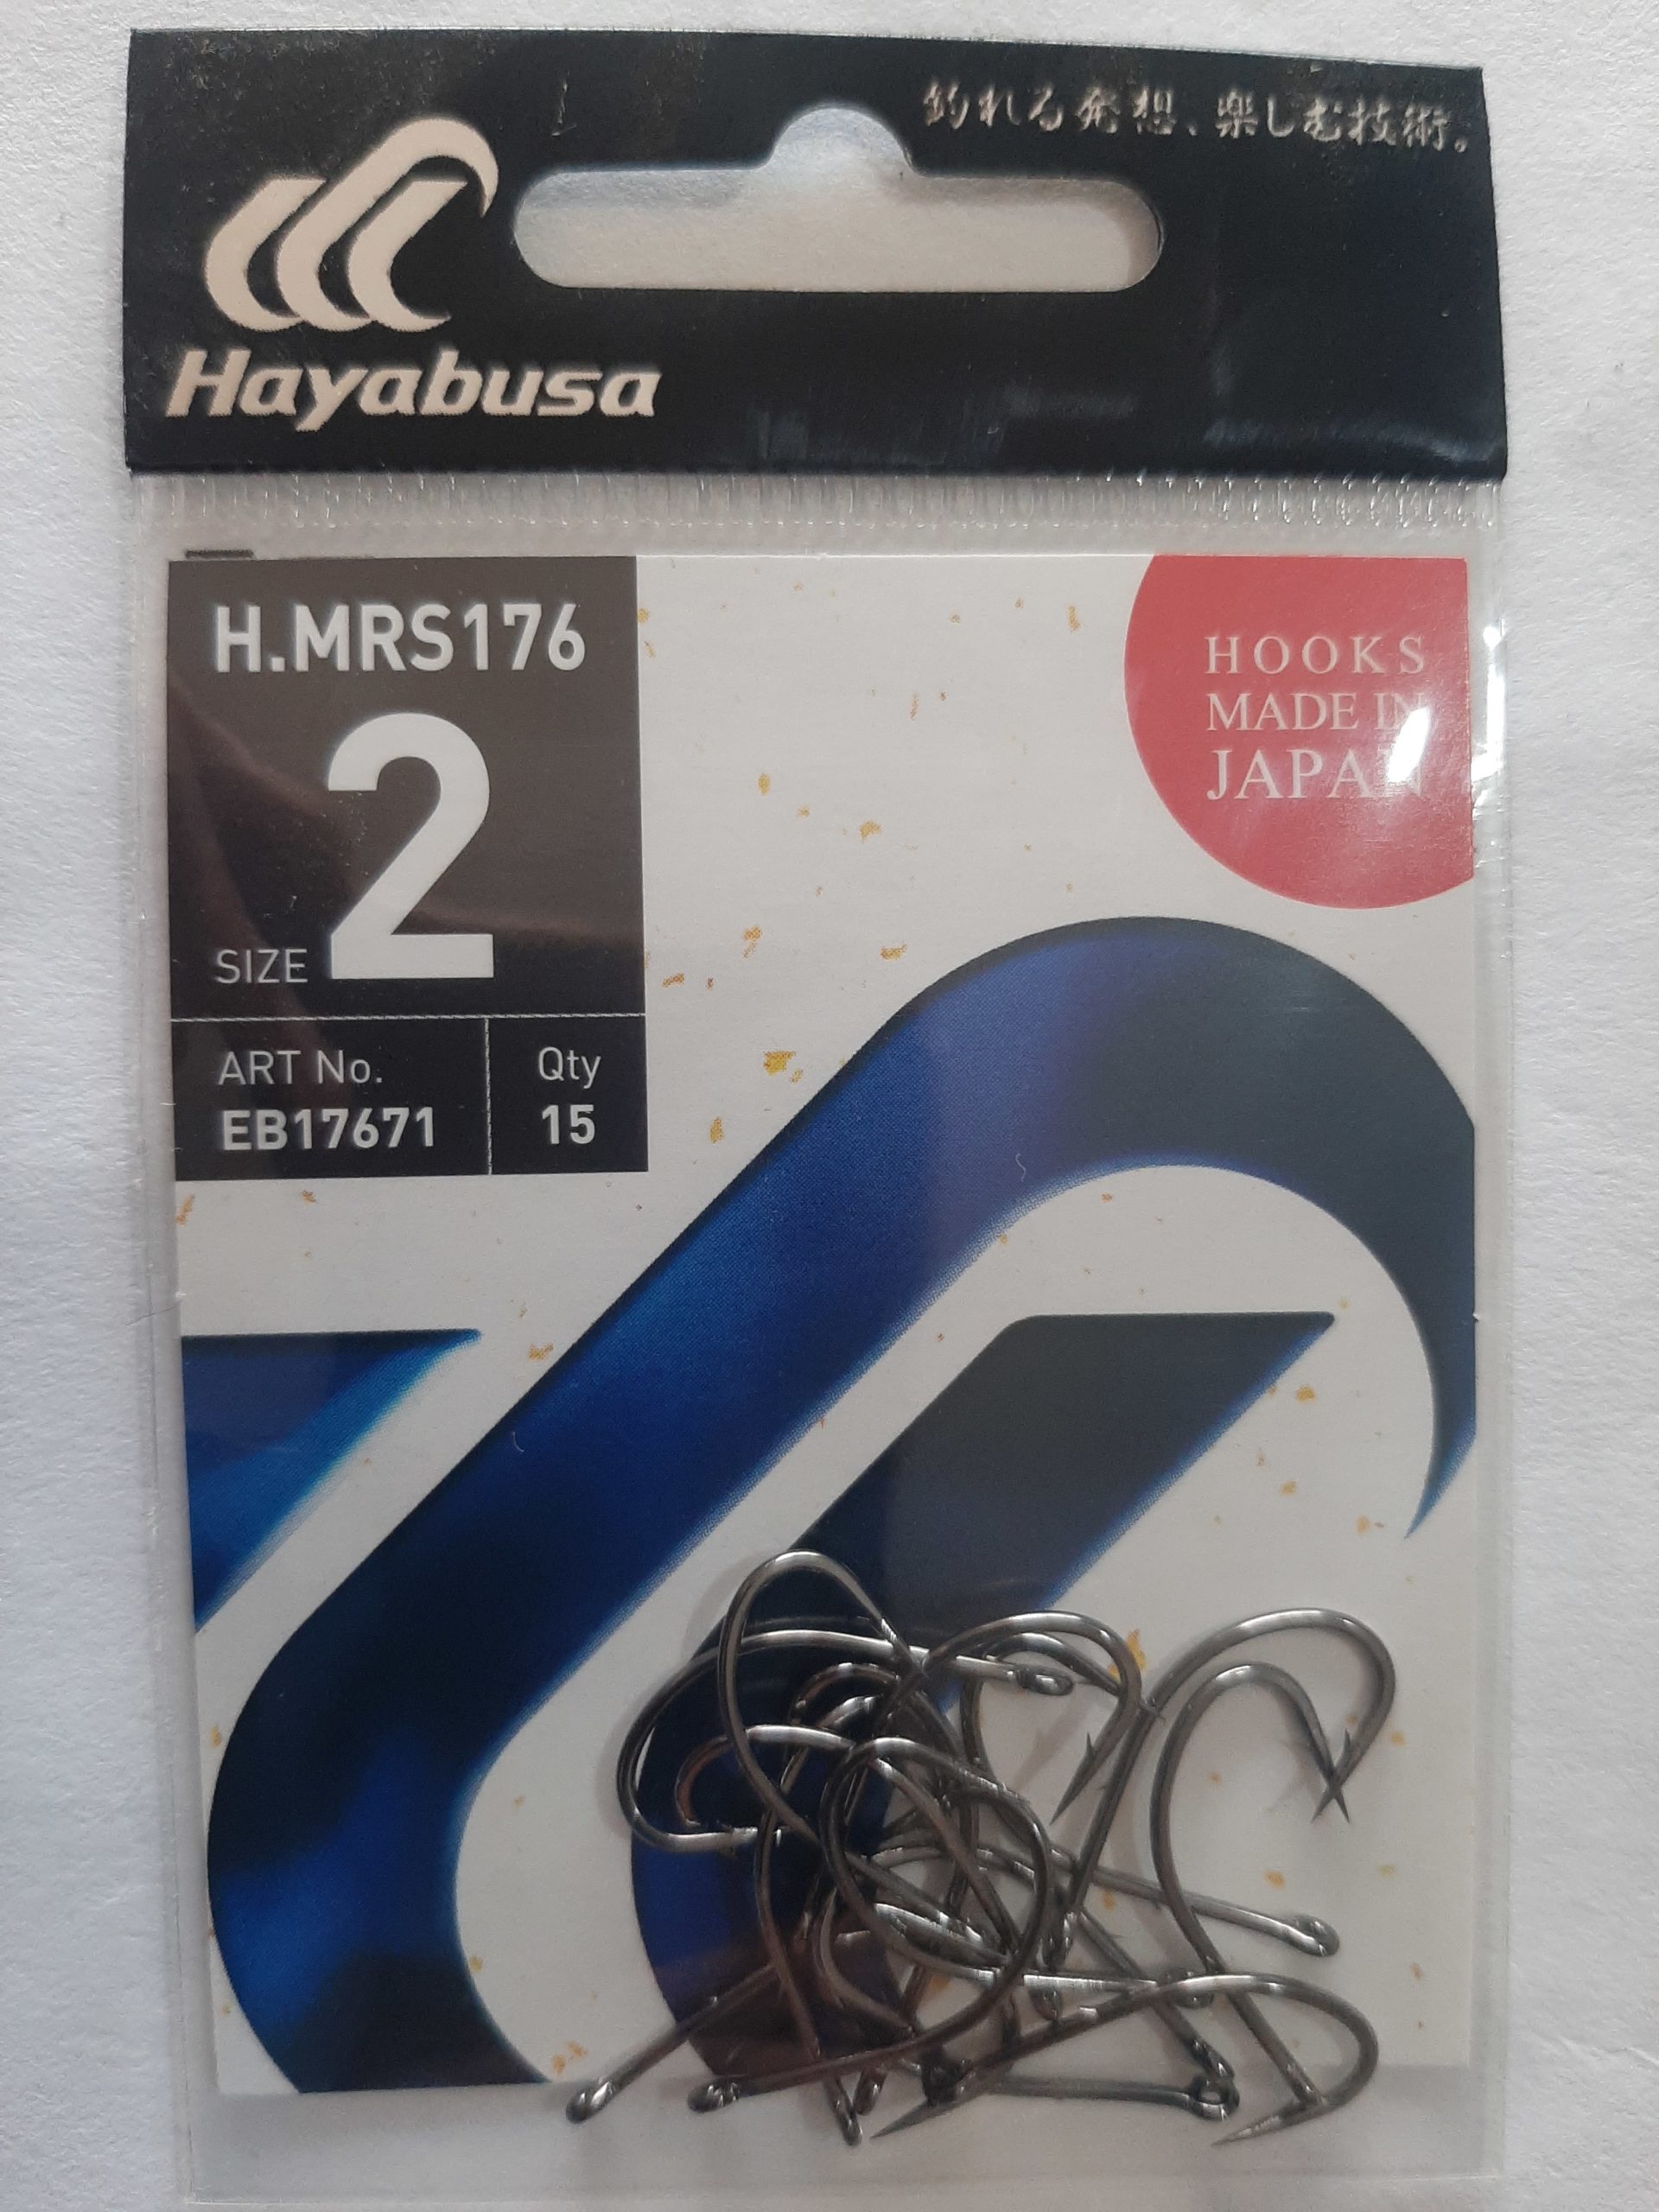 釣れる発想、楽しむ技術。
Hayabusa
H.MRS176
SIZE 2
ART No.
EB17671
Qty
15
HOOKS
MADE IN
JAPAN